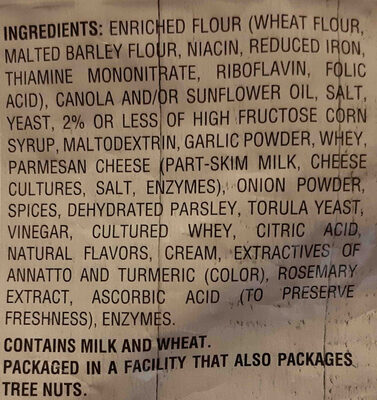 INGREDIENTS: ENRICHED FLOUR (WHEAT FLOUR,
MALTED BARLEY FLOUR, NIACIN, REDUCED IRON,
THIAMINE MONONITRATE, RIBOFLAVIN, FOLIC
ACID), CANOLA AND/OR SUNFLOWER OIL, SALT,
YEAST, 2% OR LESS OF HIGH FRUCTOSE CORN
SYRUP, MALTODEXTRIN, GARLIC POWDER, WHEY,
PARMESAN CHEESE (PART-SKIM MILK, CHEESE
CULTURES, SALT, ENZYMES), ONION POWDER,
SPICES, DEHYDRATED PARSLEY, TORULA YEAST,
VINEGAR, CULTURED WHEY, CITRIC ACID,
NATURAL FLAVORS, CREAM, EXTRACTIVES OF
ANNATTO AND TURMERIC (COLOR), ROSEMARY
EXTRACT, ASCORBIC ACID (TO PRESERVE
FRESHNESS), ENZYMES.
CONTAINS MILK AND WHEAT.
PACKAGED IN A FACILITY THAT ALSO PACKAGES
TREE NUTS.